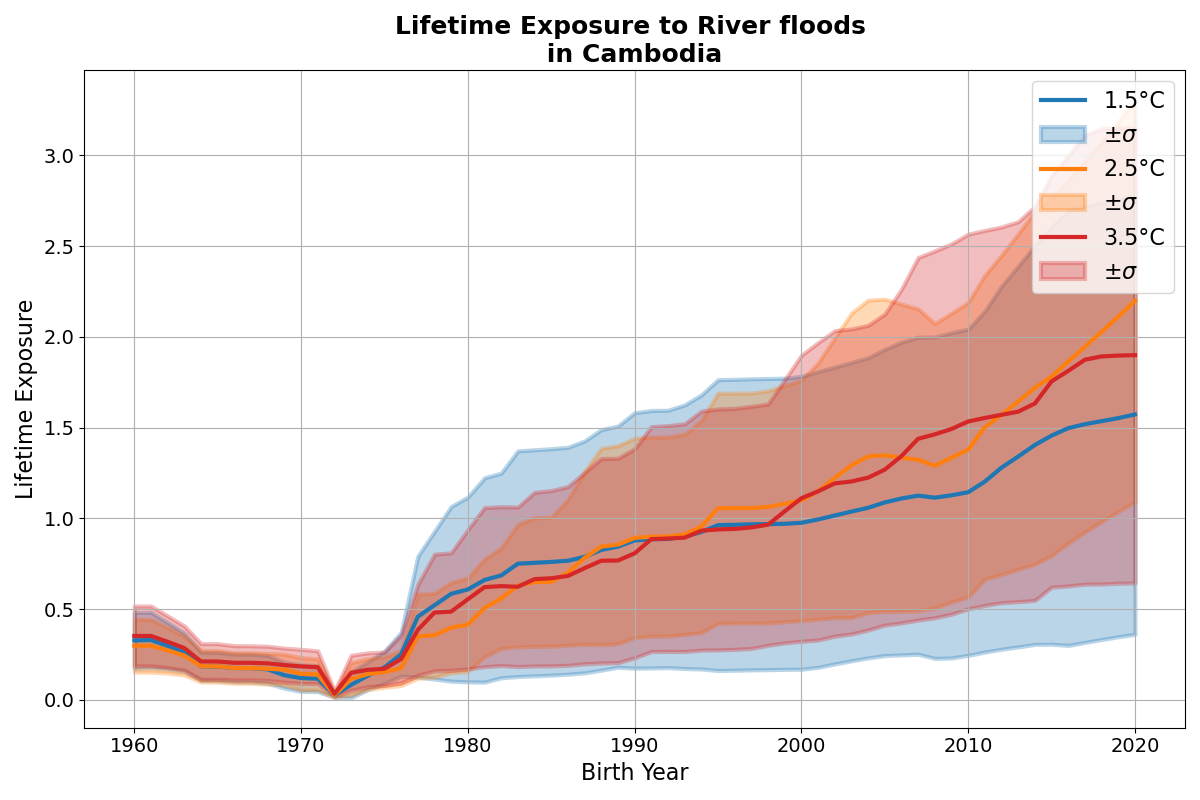 Lifetime Exposure to River floods
in Cambodia
3.0
2.5
2.0
1.5
1.0
0.5
0.0
Lifetime Exposure
1960 1970 1980 1990 2000 2010 2020
Birth Year
1.5°C
±σ
2.5°C
±σ
3.5°C
±σ